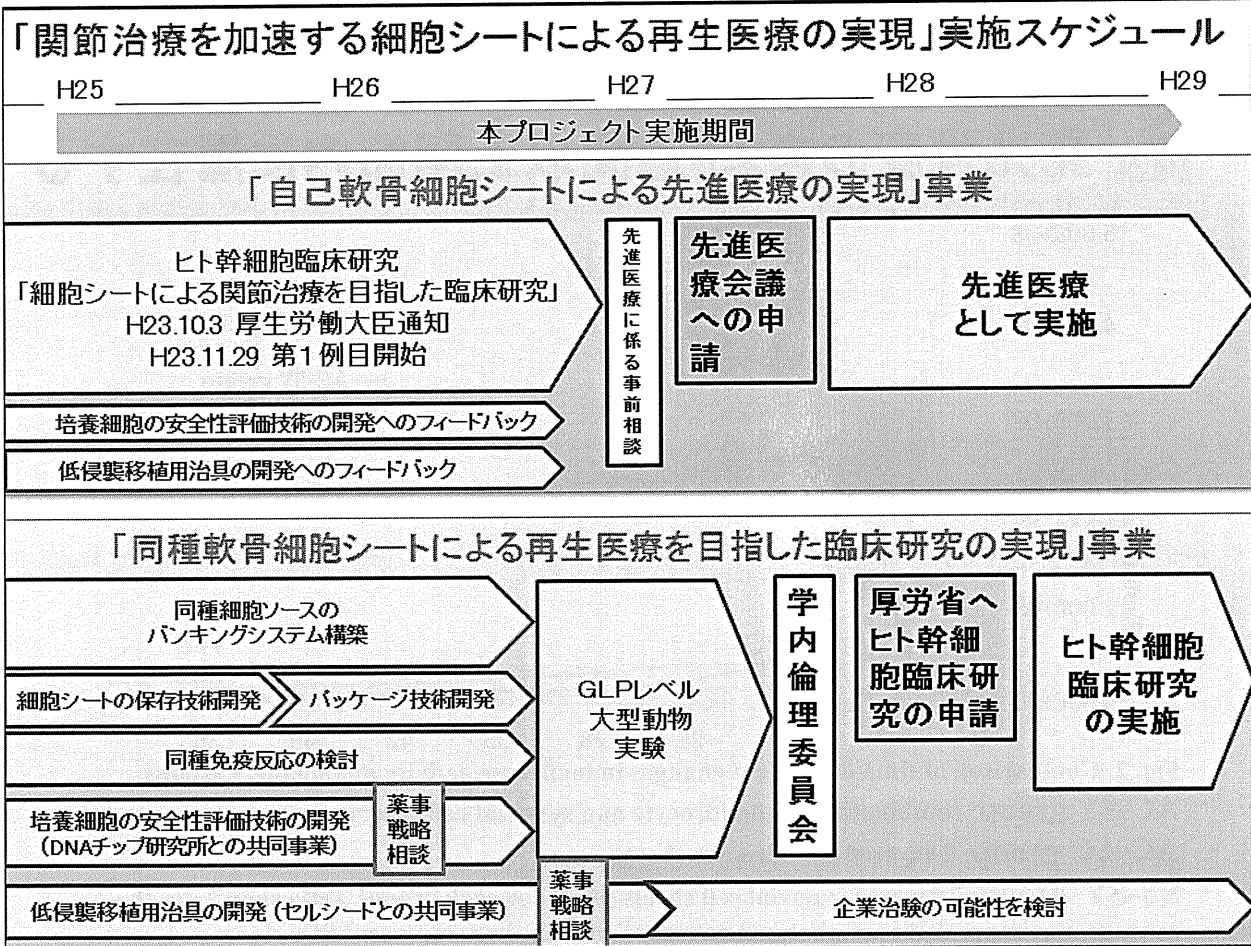 「関節治療を加速する細胞シートによる再生医療の実現」実施スケジュール
H25 H26 H27 H28 H29
本プロジェクト実施期間
「自己軟骨細胞シートによる先進医療の実現」事業
ヒト幹細胞臨床研究
「細胞シートによる関節治療を目指した臨床研究」
H23.10.3 厚生労働大臣通知
H23.11.29 第1例目開始
培養細胞の安全性評価技術の開発へのフィードバック
低侵襲移植用治具の開発へのフィードバック
先進医療に係る事前相談
先進医
療会議
への申
請
先進医療
として実施
「同種軟骨細胞シートによる再生医療を目指した臨床研究の実現」事業
同種細胞ソースの
バンキングシステム構築
細胞シートの保存技術開発
パッケージ技術開発
同種免疫反応の検討
培養細胞の安全性評価技術の開発
(DNAチップ研究所との共同事業)
薬事
戦略
相談
GLPレベル
大型動物
実験
学内倫理委員会
厚労省へ
ヒト幹細
胞臨床研
究の申請
ヒト幹細胞
臨床研究
の実施
低侵襲移植用治具の開発(セルシードとの共同事業)
薬事
戦略
相談
企業治験の可能性を検討